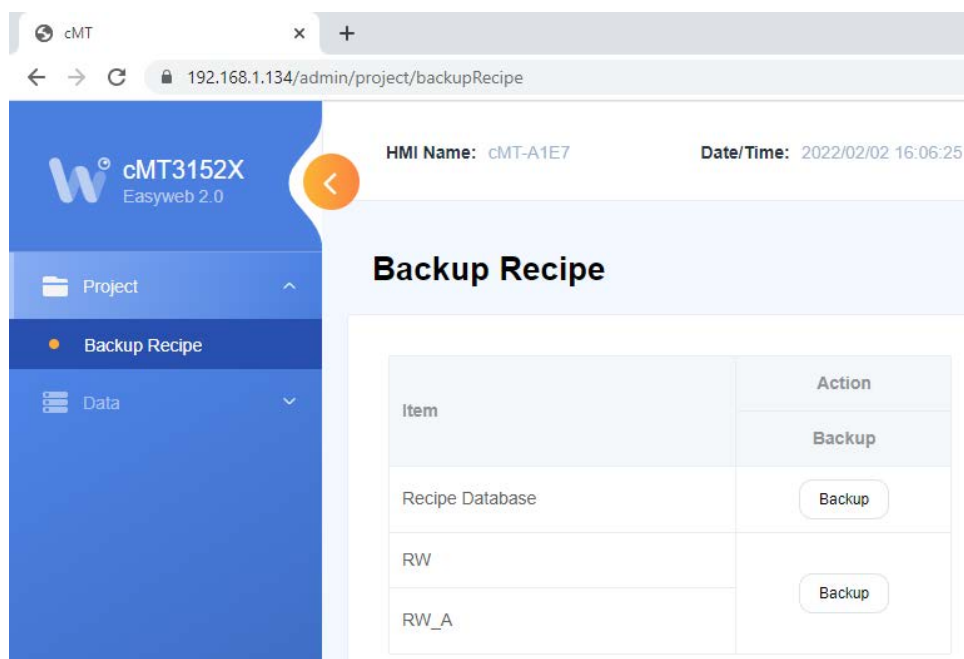 cMT
192.168.1.134/admin/project/backupRecipe
cMT3152X
Easyweb 2.0
HMI Name: cMT-A1E7 Date/Time: 2022/02/02 16:06:25
Project
Backup Recipe
Data
Backup Recipe
Item
Action
Backup
Recipe Database Backup
RW
Backup
RW_A